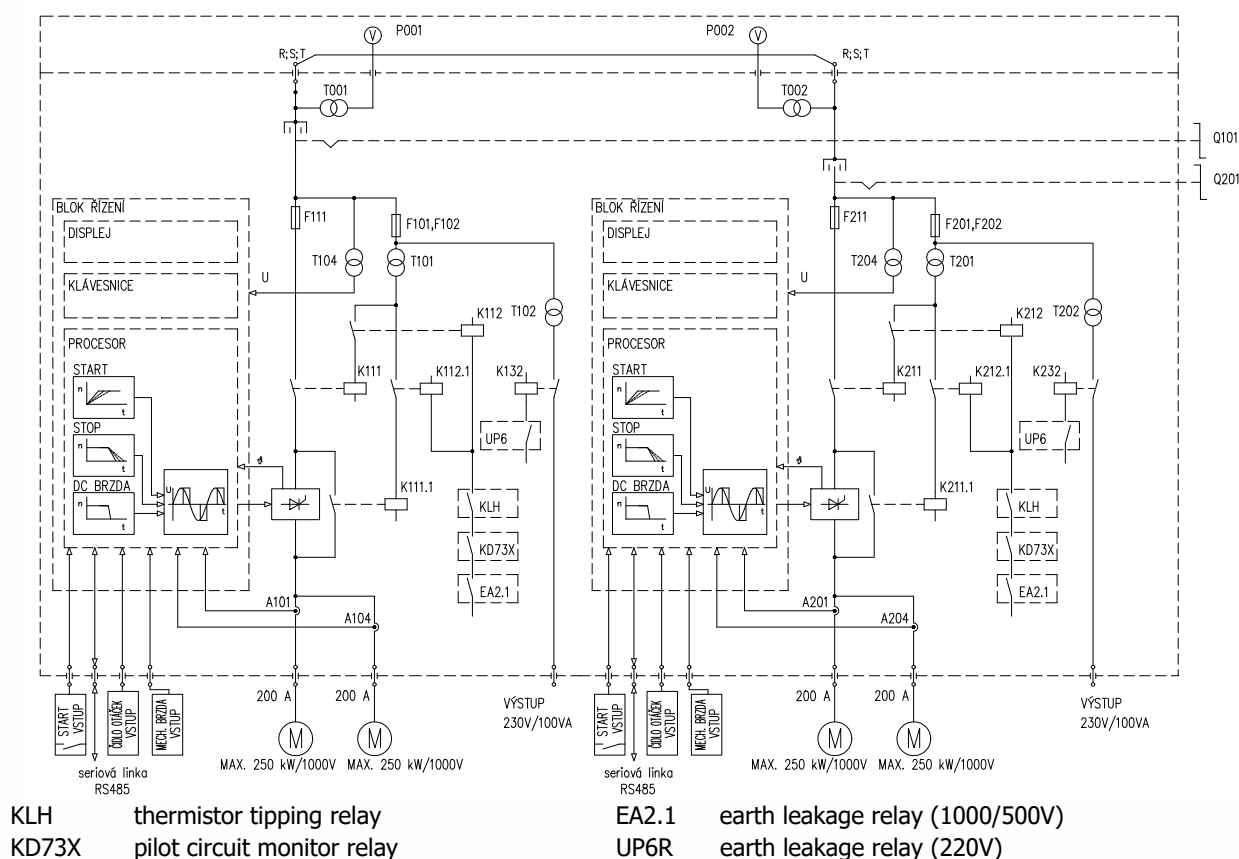 P001
P002
R;S;T
R;S;T
V
V
T001
T002
Q101
Q201
BLOK ŘÍZENÍ
F111
F101,F102
BLOK ŘÍZENÍ
F211
F201,F202
DISPLEJ
DISPLEJ
T104
T101
T204
T201
KLÁVESNICE
U
KLÁVESNICE
U
K112
T102
K212
T202
PROCESOR
PROCESOR
START
K111
K112.1
K132
START
K211
K212.1
K232
n
t
n
t
STOP
UP6
STOP
UP6
n
t
n
t
DC BRZDA
U
ϑ
K111.1
KLH
DC BRZDA
U
ϑ
K211.1
KLH
n
t
n
t
KD73X
KD73X
A101
EA2.1
A201
EA2.1
A104
A204
200 A
200 A
200 A
200 A
START
VSTUP
ČIDLO OTÁČEK
VSTUP
MECH. BRZDA
VSTUP
M
M
VÝSTUP
230V/100VA
START
VSTUP
ČIDLO OTÁČEK
VSTUP
MECH. BRZDA
VSTUP
M
M
VÝSTUP
230V/100VA
MAX. 250 kW/1000V
MAX. 250 kW/1000V
MAX. 250 kW/1000V
MAX. 250 kW/1000V
seriová linka
RS485
seriová linka
RS485
KLH thermistor tipping relay
EA2.1 earth leakage relay (1000/500V)
KD73X pilot circuit monitor relay
UP6R earth leakage relay (220V)